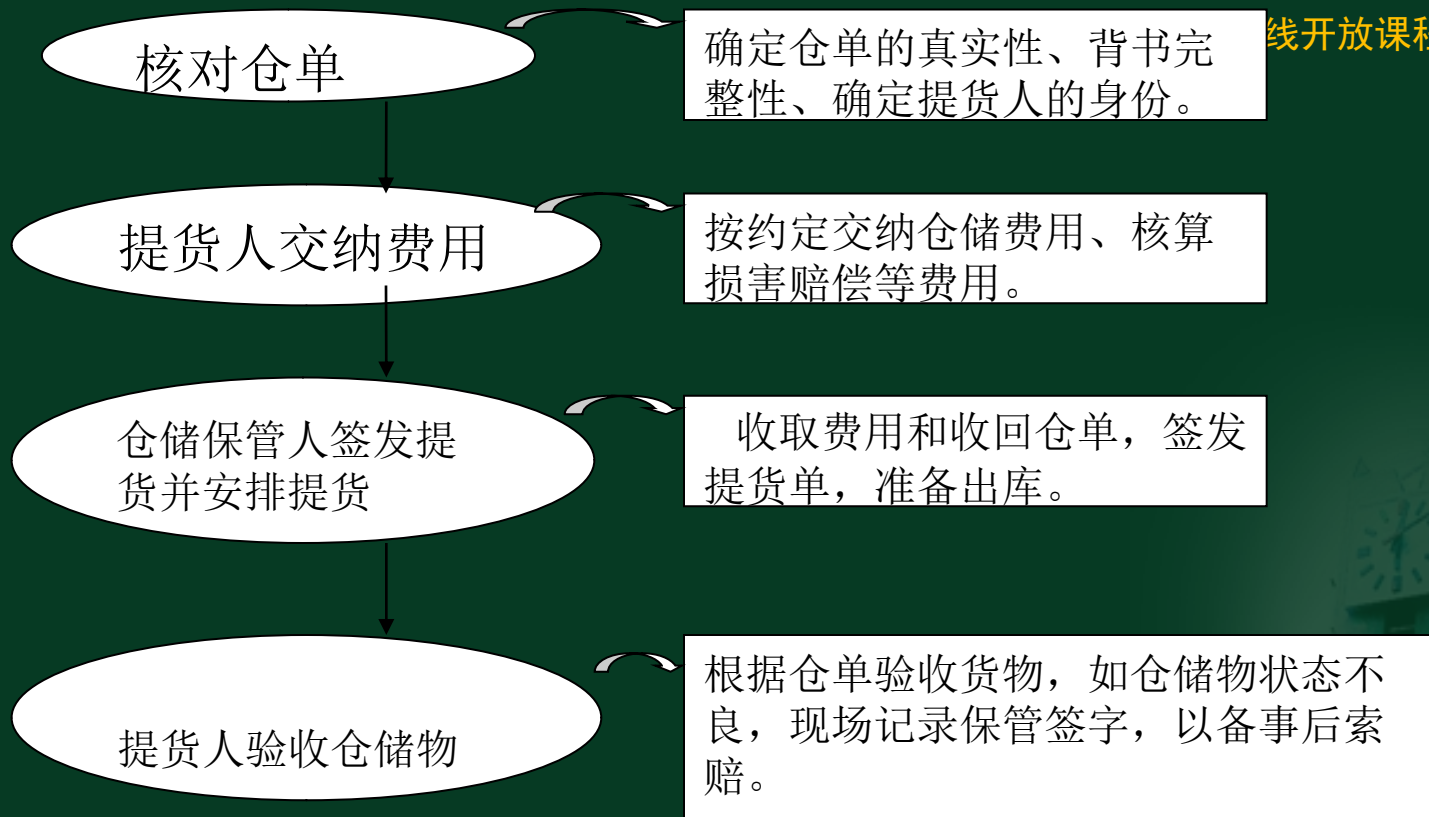 线开放课程
核对仓单
确定仓单的真实性、背书完
整性、确定提货人的身份。
提货人交纳费用
按约定交纳仓储费用、核算
损害赔偿等费用。
仓储保管人签发提
货并安排提货
收取费用和收回仓单，签发
提货单，准备出库。
提货人验收仓储物
根据仓单验收货物，如仓储物状态不
良，现场记录保管签字，以备事后索
赔。